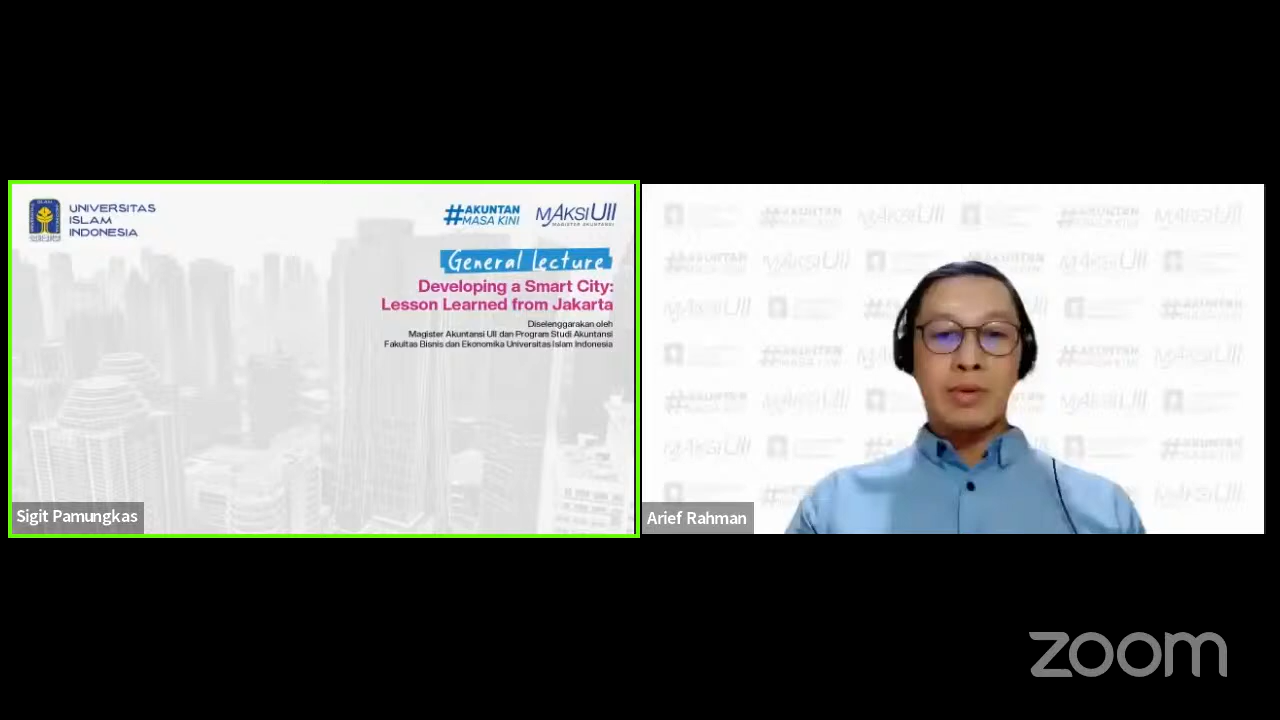 UNIVERSITAS
ISLAM
INDONESIA
#AKUNTAN
MASA KINI
MAKSI UII
MAGISTER AKUNTANSI
General lecture
Developing a Smart City:
Lesson Learned from Jakarta
Diselenggarakan oleh
Magister Akuntansi UII dan Program Studi Akuntansi
Fakultas Bisnis dan Ekonomika Universitas Islam Indonesia
Sigit Pamungkas
Arief Rahman
zoom